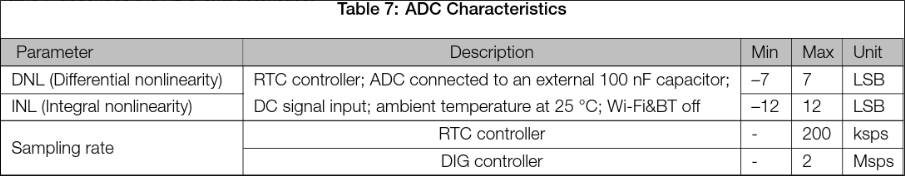 Table 7: ADC Characteristics
Parameter Description Min Max Unit
DNL (Differential nonlinearity) RTC controller; ADC connected to an external 100 nF capacitor; –7 7 LSB
INL (Integral nonlinearity) DC signal input; ambient temperature at 25 °C; Wi-Fi&BT off –12 12 LSB
Sampling rate RTC controller - 200 ksps
DIG controller - 2 Msps